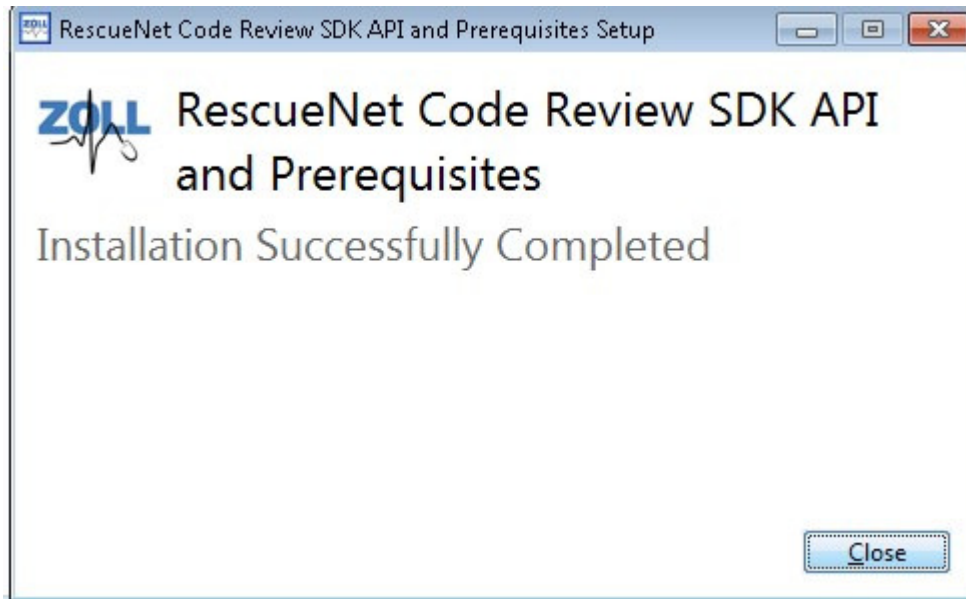 RescueNet Code Review SDK API and Prerequisites Setup
ZOLL
RescueNet Code Review SDK API
and Prerequisites
Installation Successfully Completed
Close